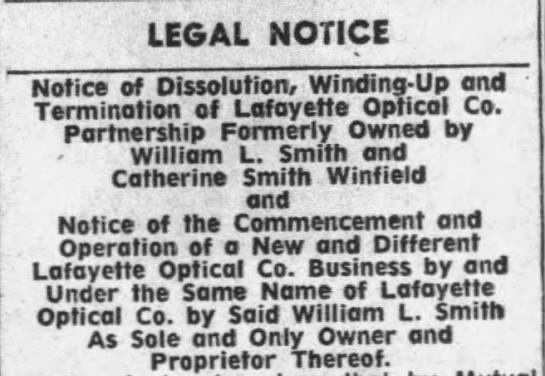 LEGAL NOTICE
Notice of Dissolution, Winding-Up and
Termination of Lafayette Optical Co.
Partnership Formerly Owned by
William L. Smith and
Catherine Smith Winfield
and
Notice of the Commencement and
Operation of a New and Different
Lafayette Optical Co. Business by and
Under the Same Name of Lafayette
Optical Co. by Said William L. Smith
As Sole and Only Owner and
Proprietor Thereof.
that by Mutual